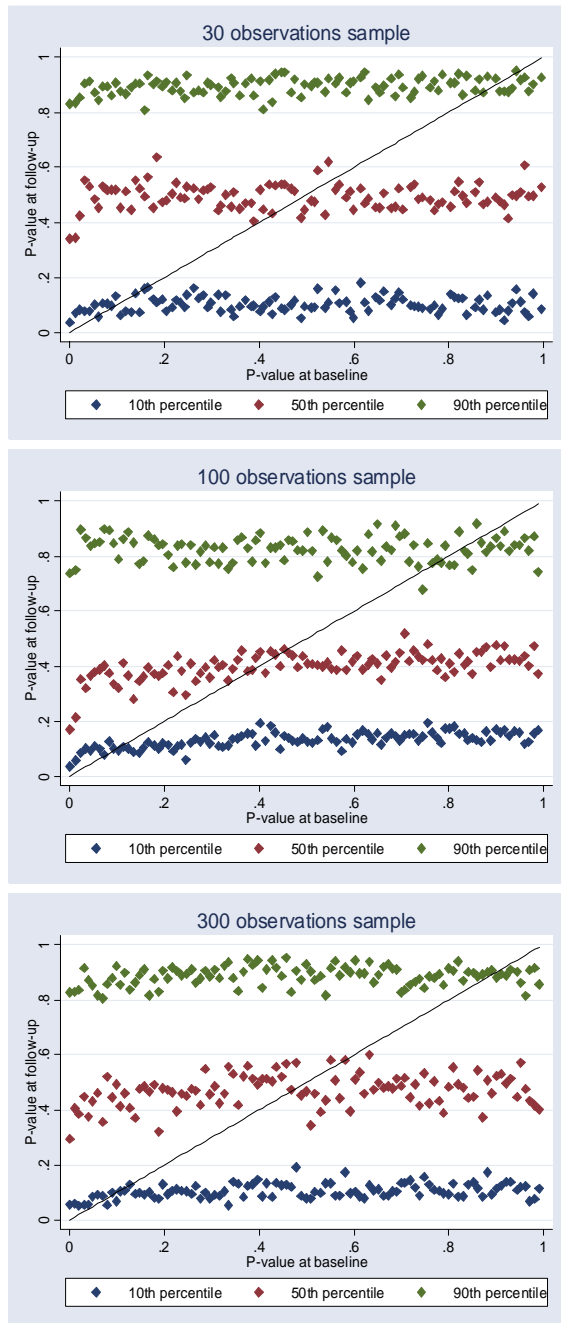 30 observations sample
P-value at follow-up
1
.8
.6
.4
.2
0
0 .2 .4 .6 .8 1
P-value at baseline
10th percentile 50th percentile 90th percentile
100 observations sample
P-value at follow-up
1
.8
.6
.4
.2
0
0 .2 .4 .6 .8 1
P-value at baseline
10th percentile 50th percentile 90th percentile
300 observations sample
P-value at follow-up
1
.8
.6
.4
.2
0
0 .2 .4 .6 .8 1
P-value at baseline
10th percentile 50th percentile 90th percentile